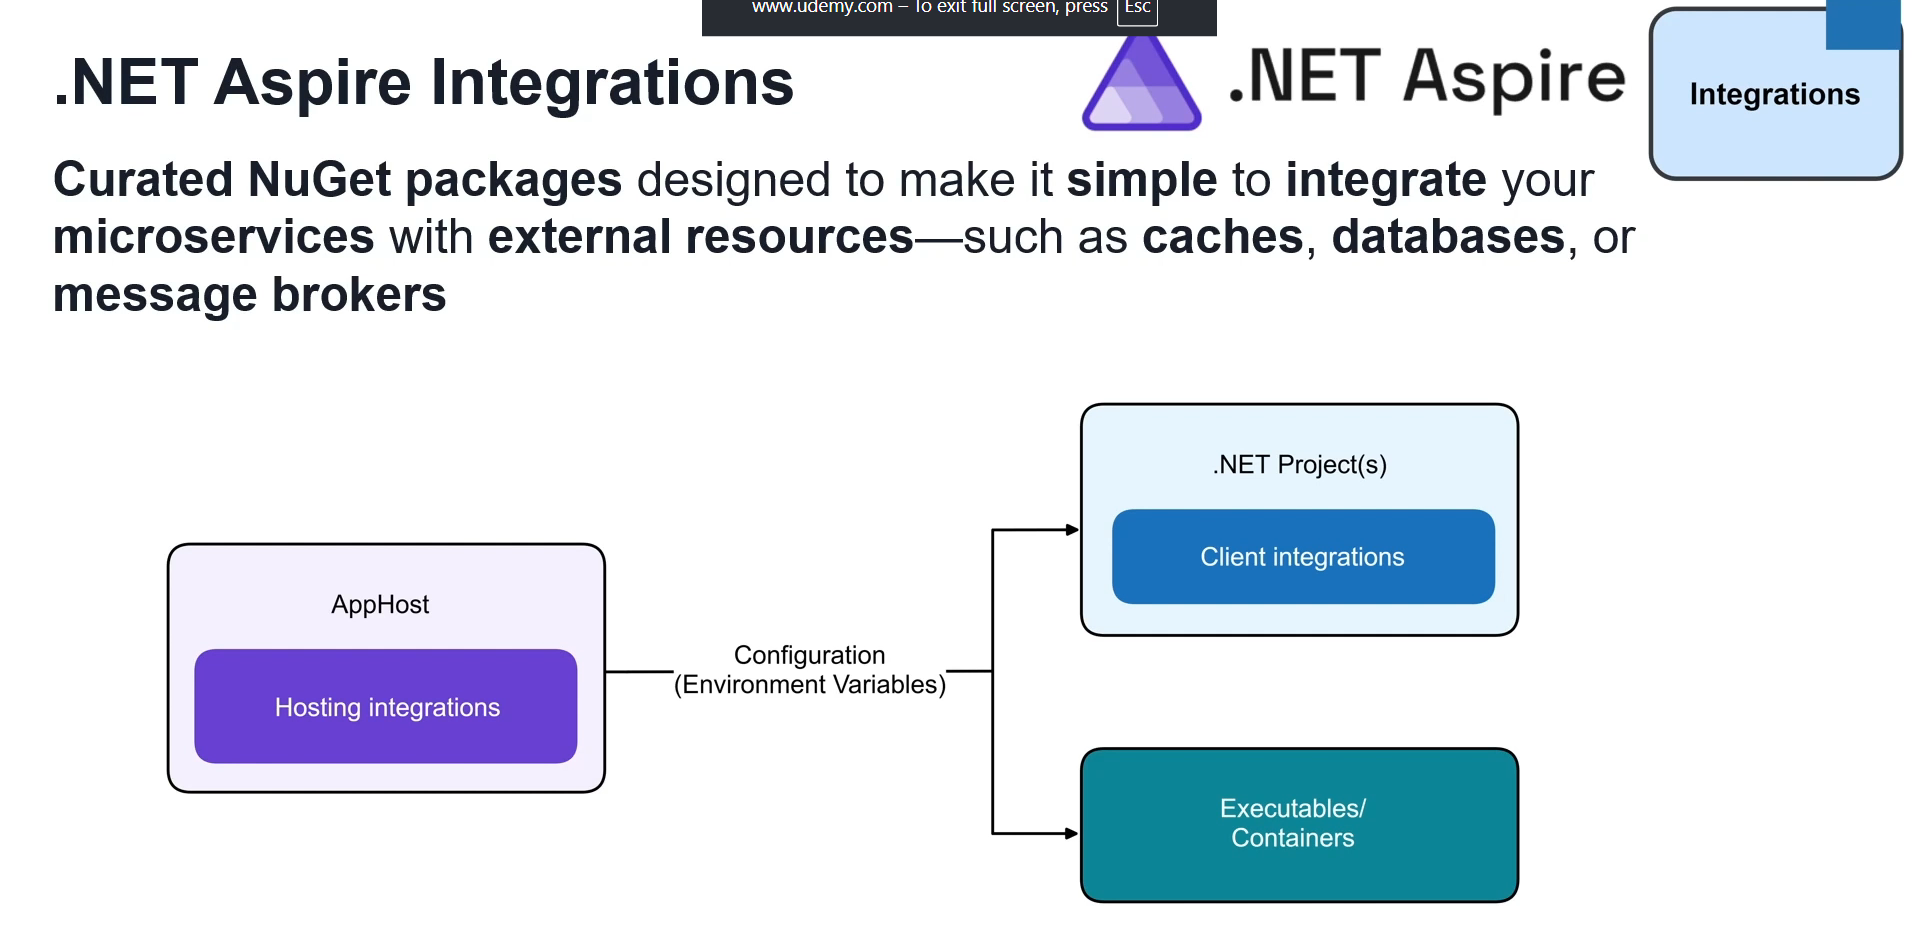 www.udemy.com – To exit full screen, press Esc
.NET Aspire Integrations
.NET Aspire
Integrations
Curated NuGet packages designed to make it simple to integrate your
microservices with external resources—such as caches, databases, or
message brokers
AppHost
Hosting integrations
Configuration
(Environment Variables)
.NET Project(s)
Client integrations
Executables/
Containers